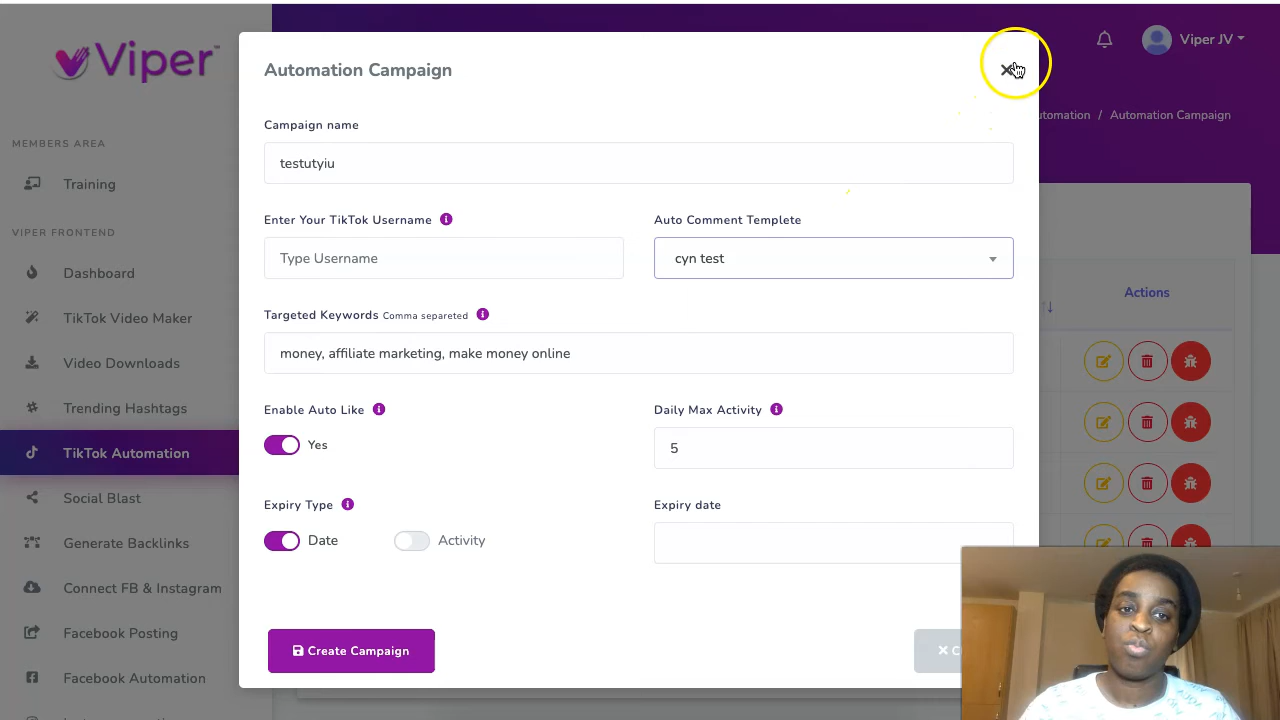 Viper™
Viper JV
Automation Campaign
utomation / Automation Campaign
Campaign name
testutyiu
MEMBERS AREA
Training
Enter Your TikTok Username
Auto Comment Templete
VIPER FRONTEND
Type Username
cyn test
Dashboard
Actions
TikTok Video Maker
Targeted Keywords Comma separeted
money, affiliate marketing, make money online
Video Downloads
Trending Hashtags
Enable Auto Like
Daily Max Activity
Yes
5
TikTok Automation
Social Blast
Expiry Type
Expiry date
Date
Activity
Generate Backlinks
Connect FB & Instagram
Facebook Posting
Create Campaign
Facebook Automation